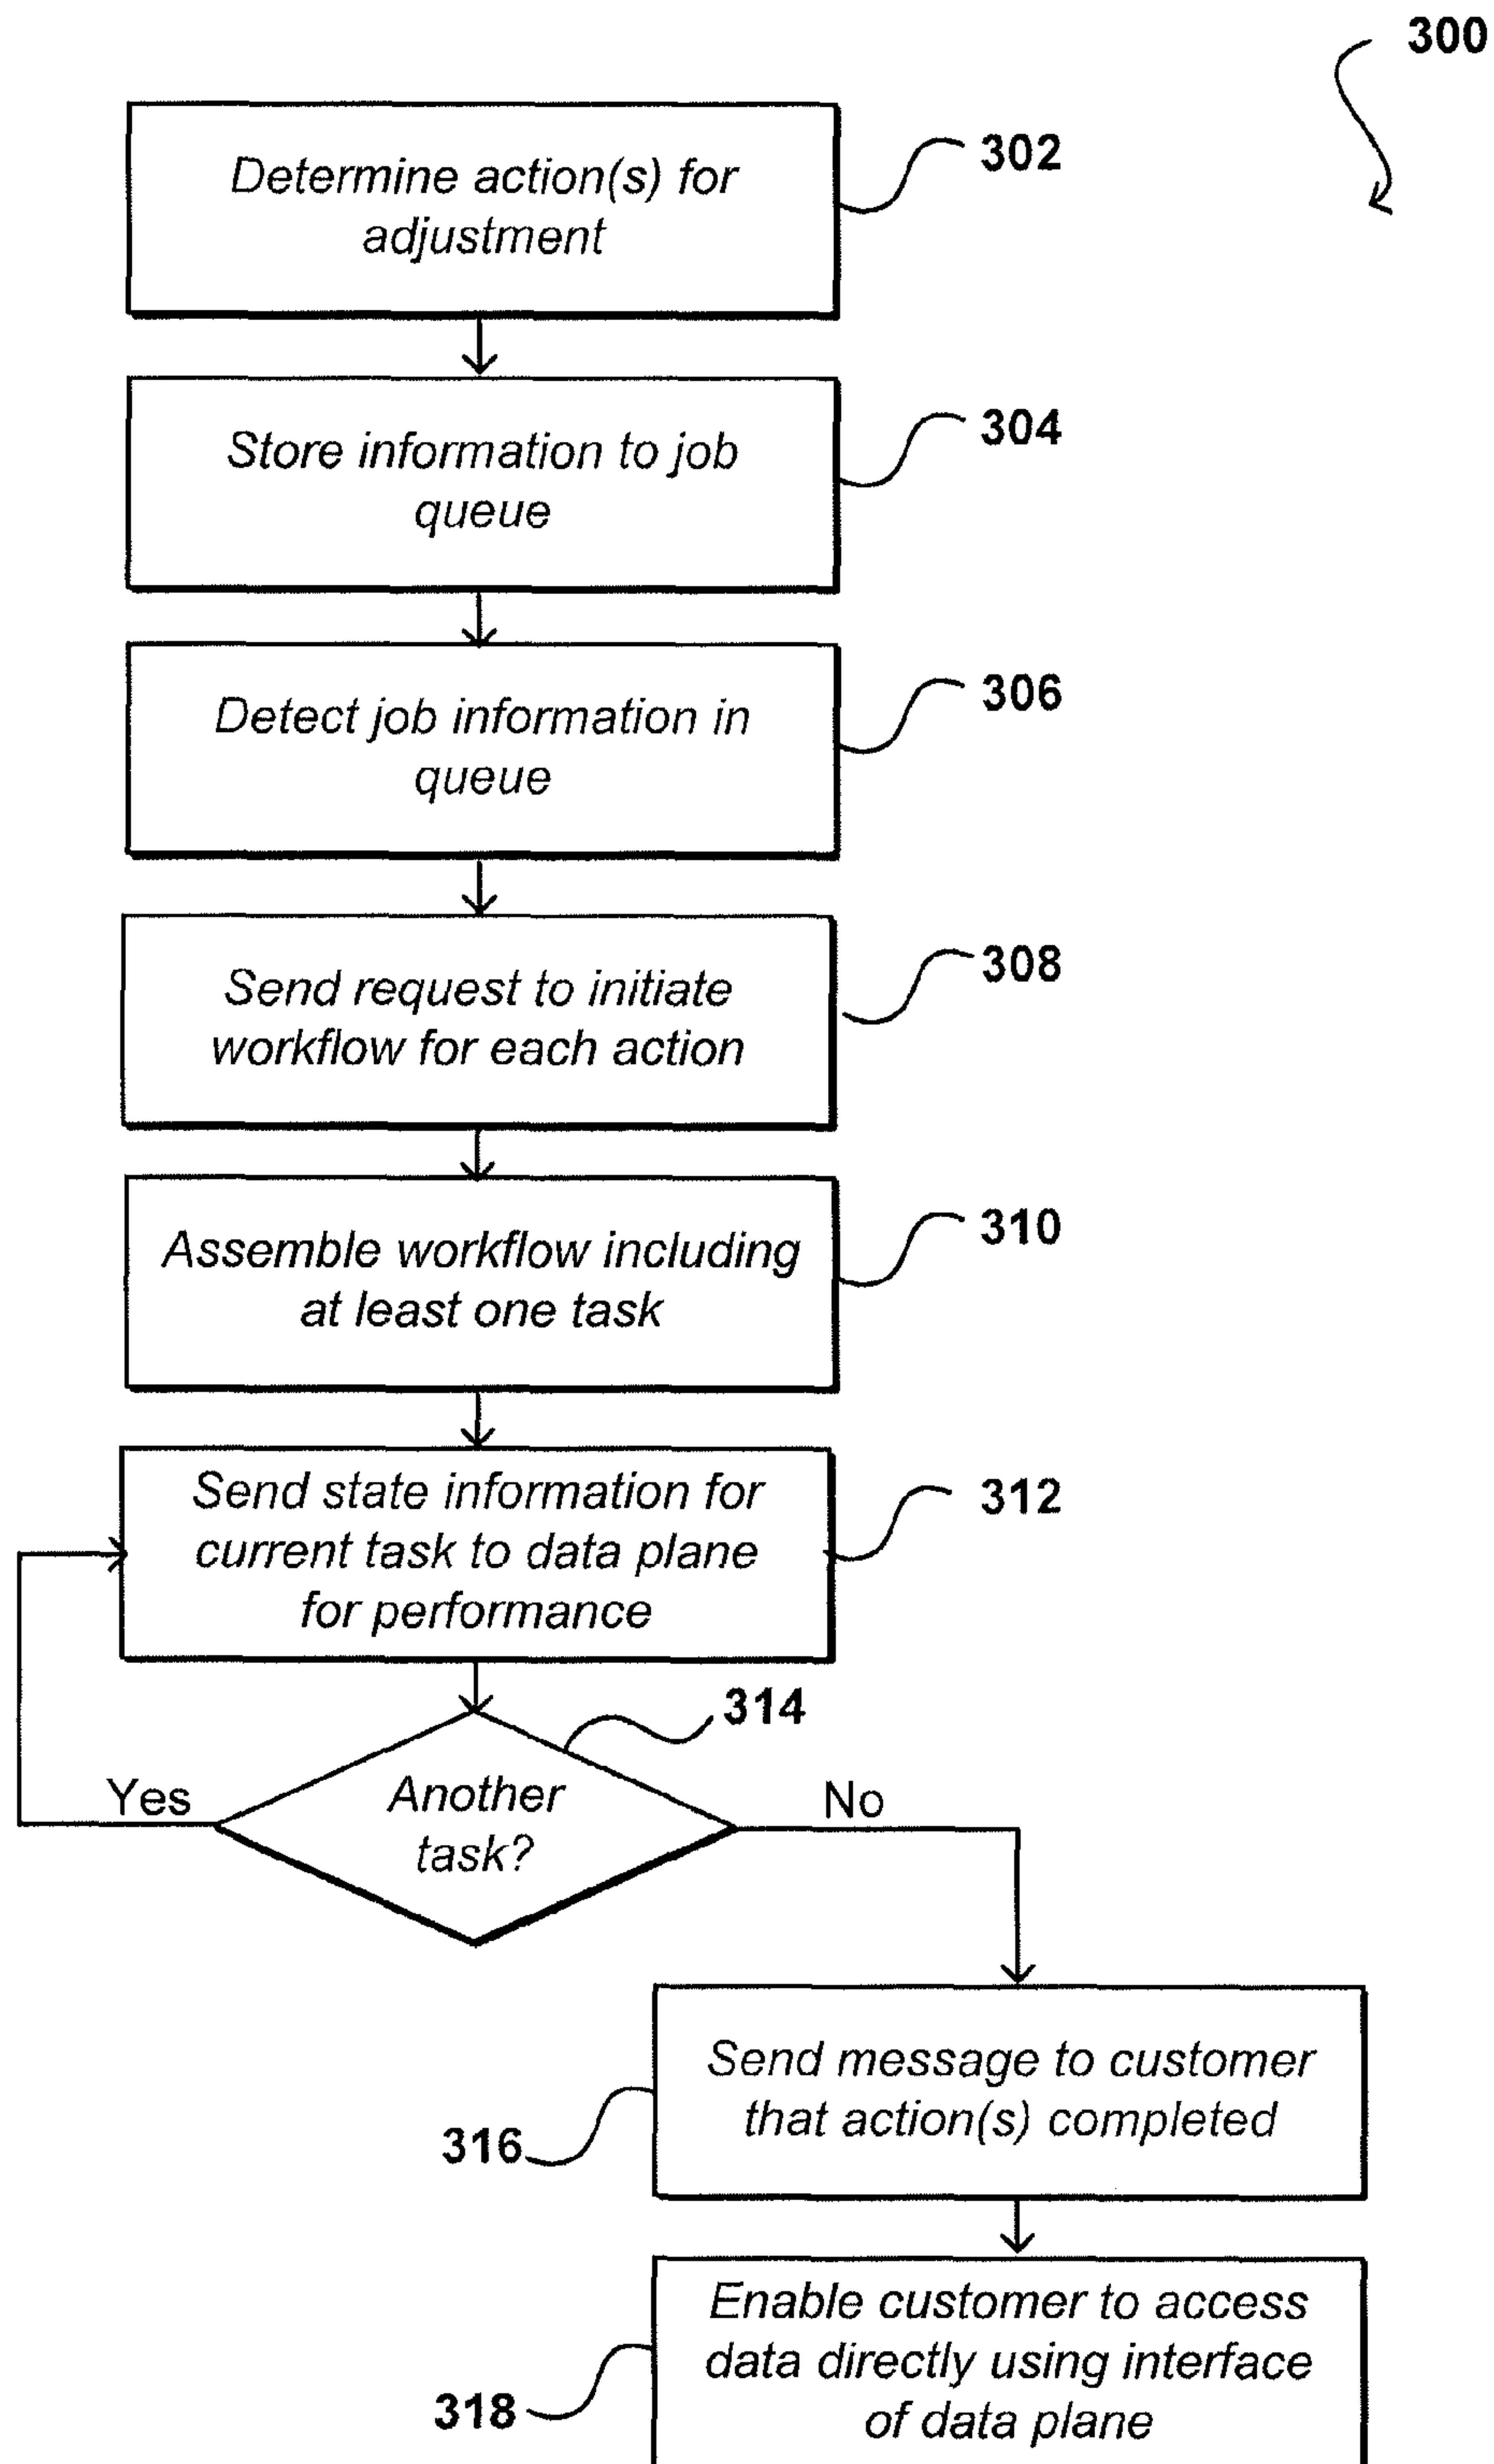 300
Determine action(s) for
adjustment
302
Store information to job
queue
304
Detect job information in
queue
306
Send request to initiate
workflow for each action
308
Assemble workflow including
at least one task
310
Send state information for
current task to data plane
for performance
312
314
Another
task?
Yes
No
Send message to customer
that action(s) completed
316
Enable customer to access
data directly using interface
of data plane
318